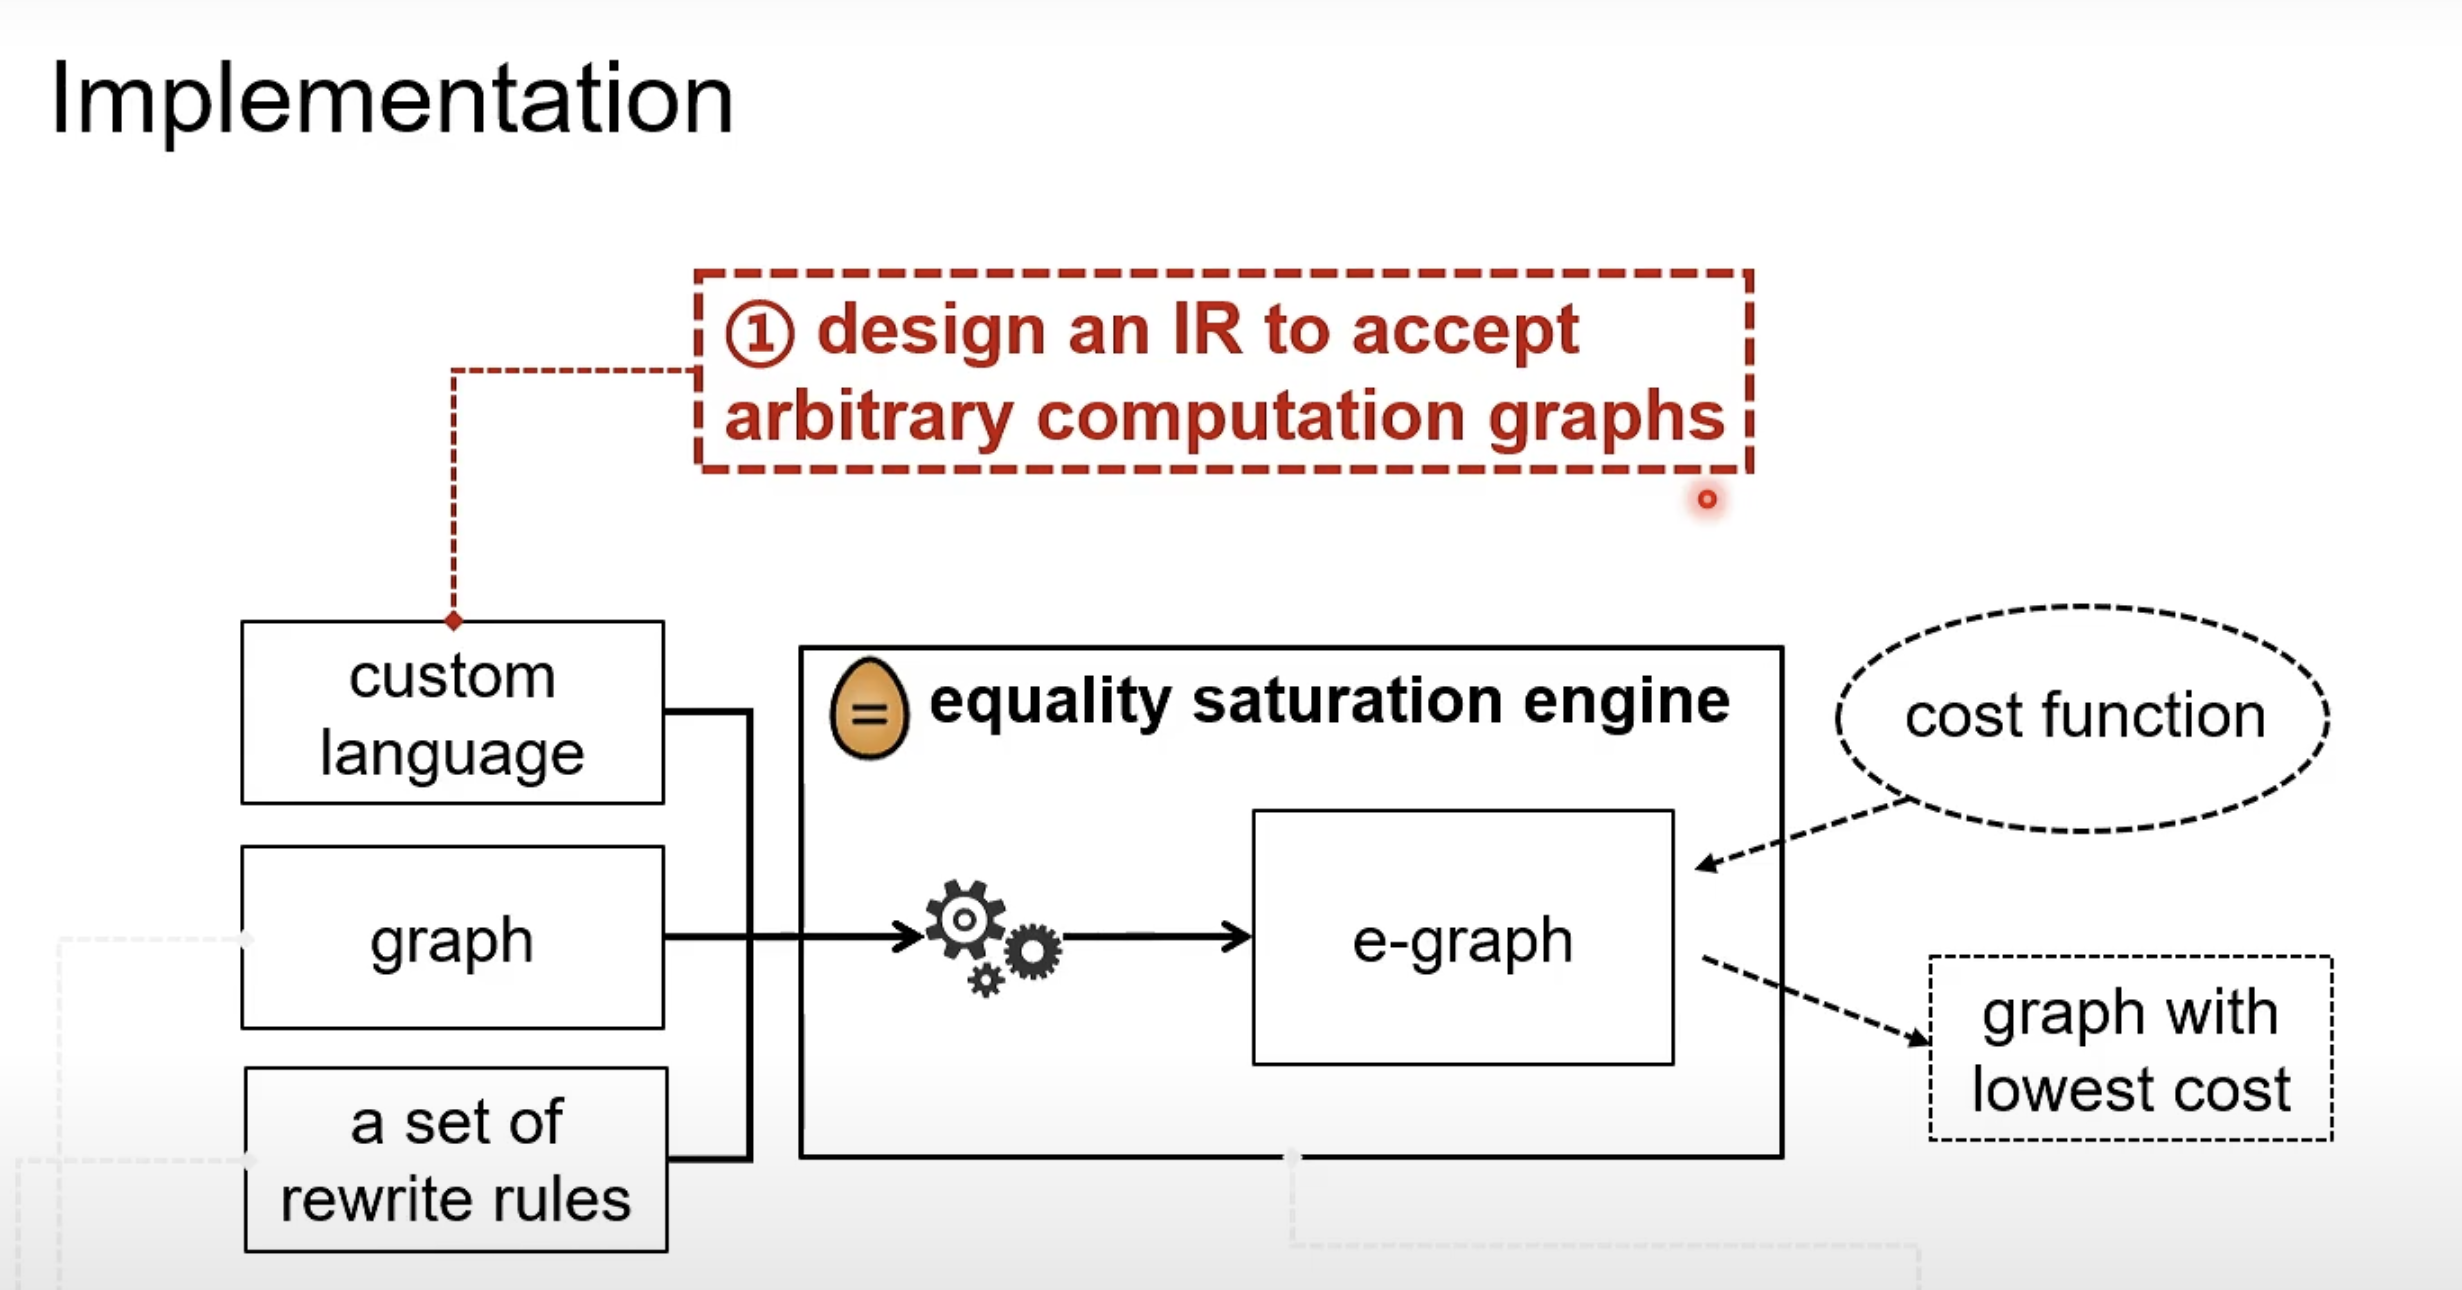 Implementation
① design an IR to accept
arbitrary computation graphs
custom
language
= equality saturation engine
cost function
graph
e-graph
graph with
lowest cost
a set of
rewrite rules